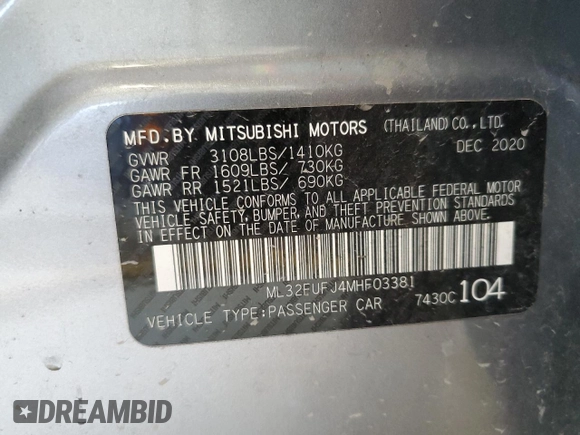 MFD. BY MITSUBISHI MOTORS (THAILAND) CO., LTD.
DEC 2020
GVWR 3108LBS/1410KG
GAWR FR 1609LBS/ 730KG
GAWR RR 1521LBS/ 690KG
THIS VEHICLE CONFORMS TO ALL APPLICABLE FEDERAL MOTOR
VEHICLE SAFETY, BUMPER, AND THEFT PREVENTION STANDARDS
IN EFFECT ON THE DATE OF MANUFACTURE SHOWN ABOVE.
ML32FUFJ4MHF03381
VEHICLE TYPE:PASSENGER CAR 7430C 104
DREAMBID